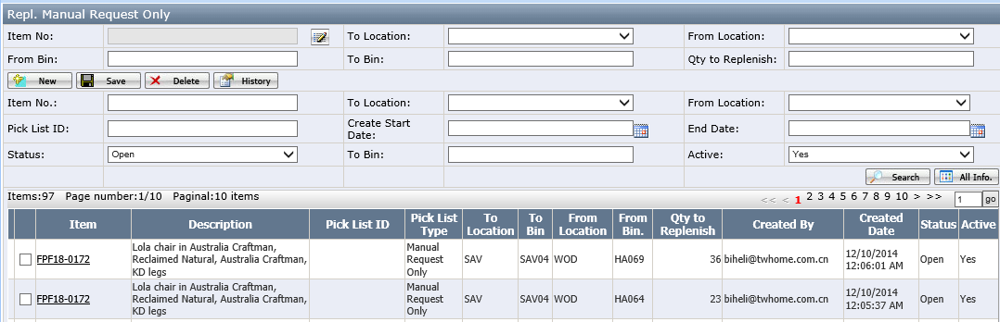 Repl. Manual Request Only
Item No: To Location: From Location:
From Bin: To Bin: Qty to Replenish:
New Save Delete History
Item No.: To Location: From Location:
Pick List ID: Create Start Date: End Date:
Status: Open To Bin: Active: Yes
Search All Info.
Items:97 Page number:1/10 Paginal:10 items << < 1 2 3 4 5 6 7 8 9 10 > >> 1 go
Item Description Pick List ID Pick List Type To Location To Bin From Location From Bin. Qty to Replenish Created By Created Date Status Active
FPF18-0172 Lola chair in Australia Craftman, Reclaimed Natural, Australia Craftman, KD legs Manual Request Only SAV SAV04 WOD HA069 36 biheli@twhome.com.cn 12/10/2014 12:06:01 AM Open Yes
FPF18-0172 Lola chair in Australia Craftman, Reclaimed Natural, Australia Craftman, KD legs Manual Request Only SAV SAV04 WOD HA064 23 biheli@twhome.com.cn 12/10/2014 12:05:37 AM Open Yes